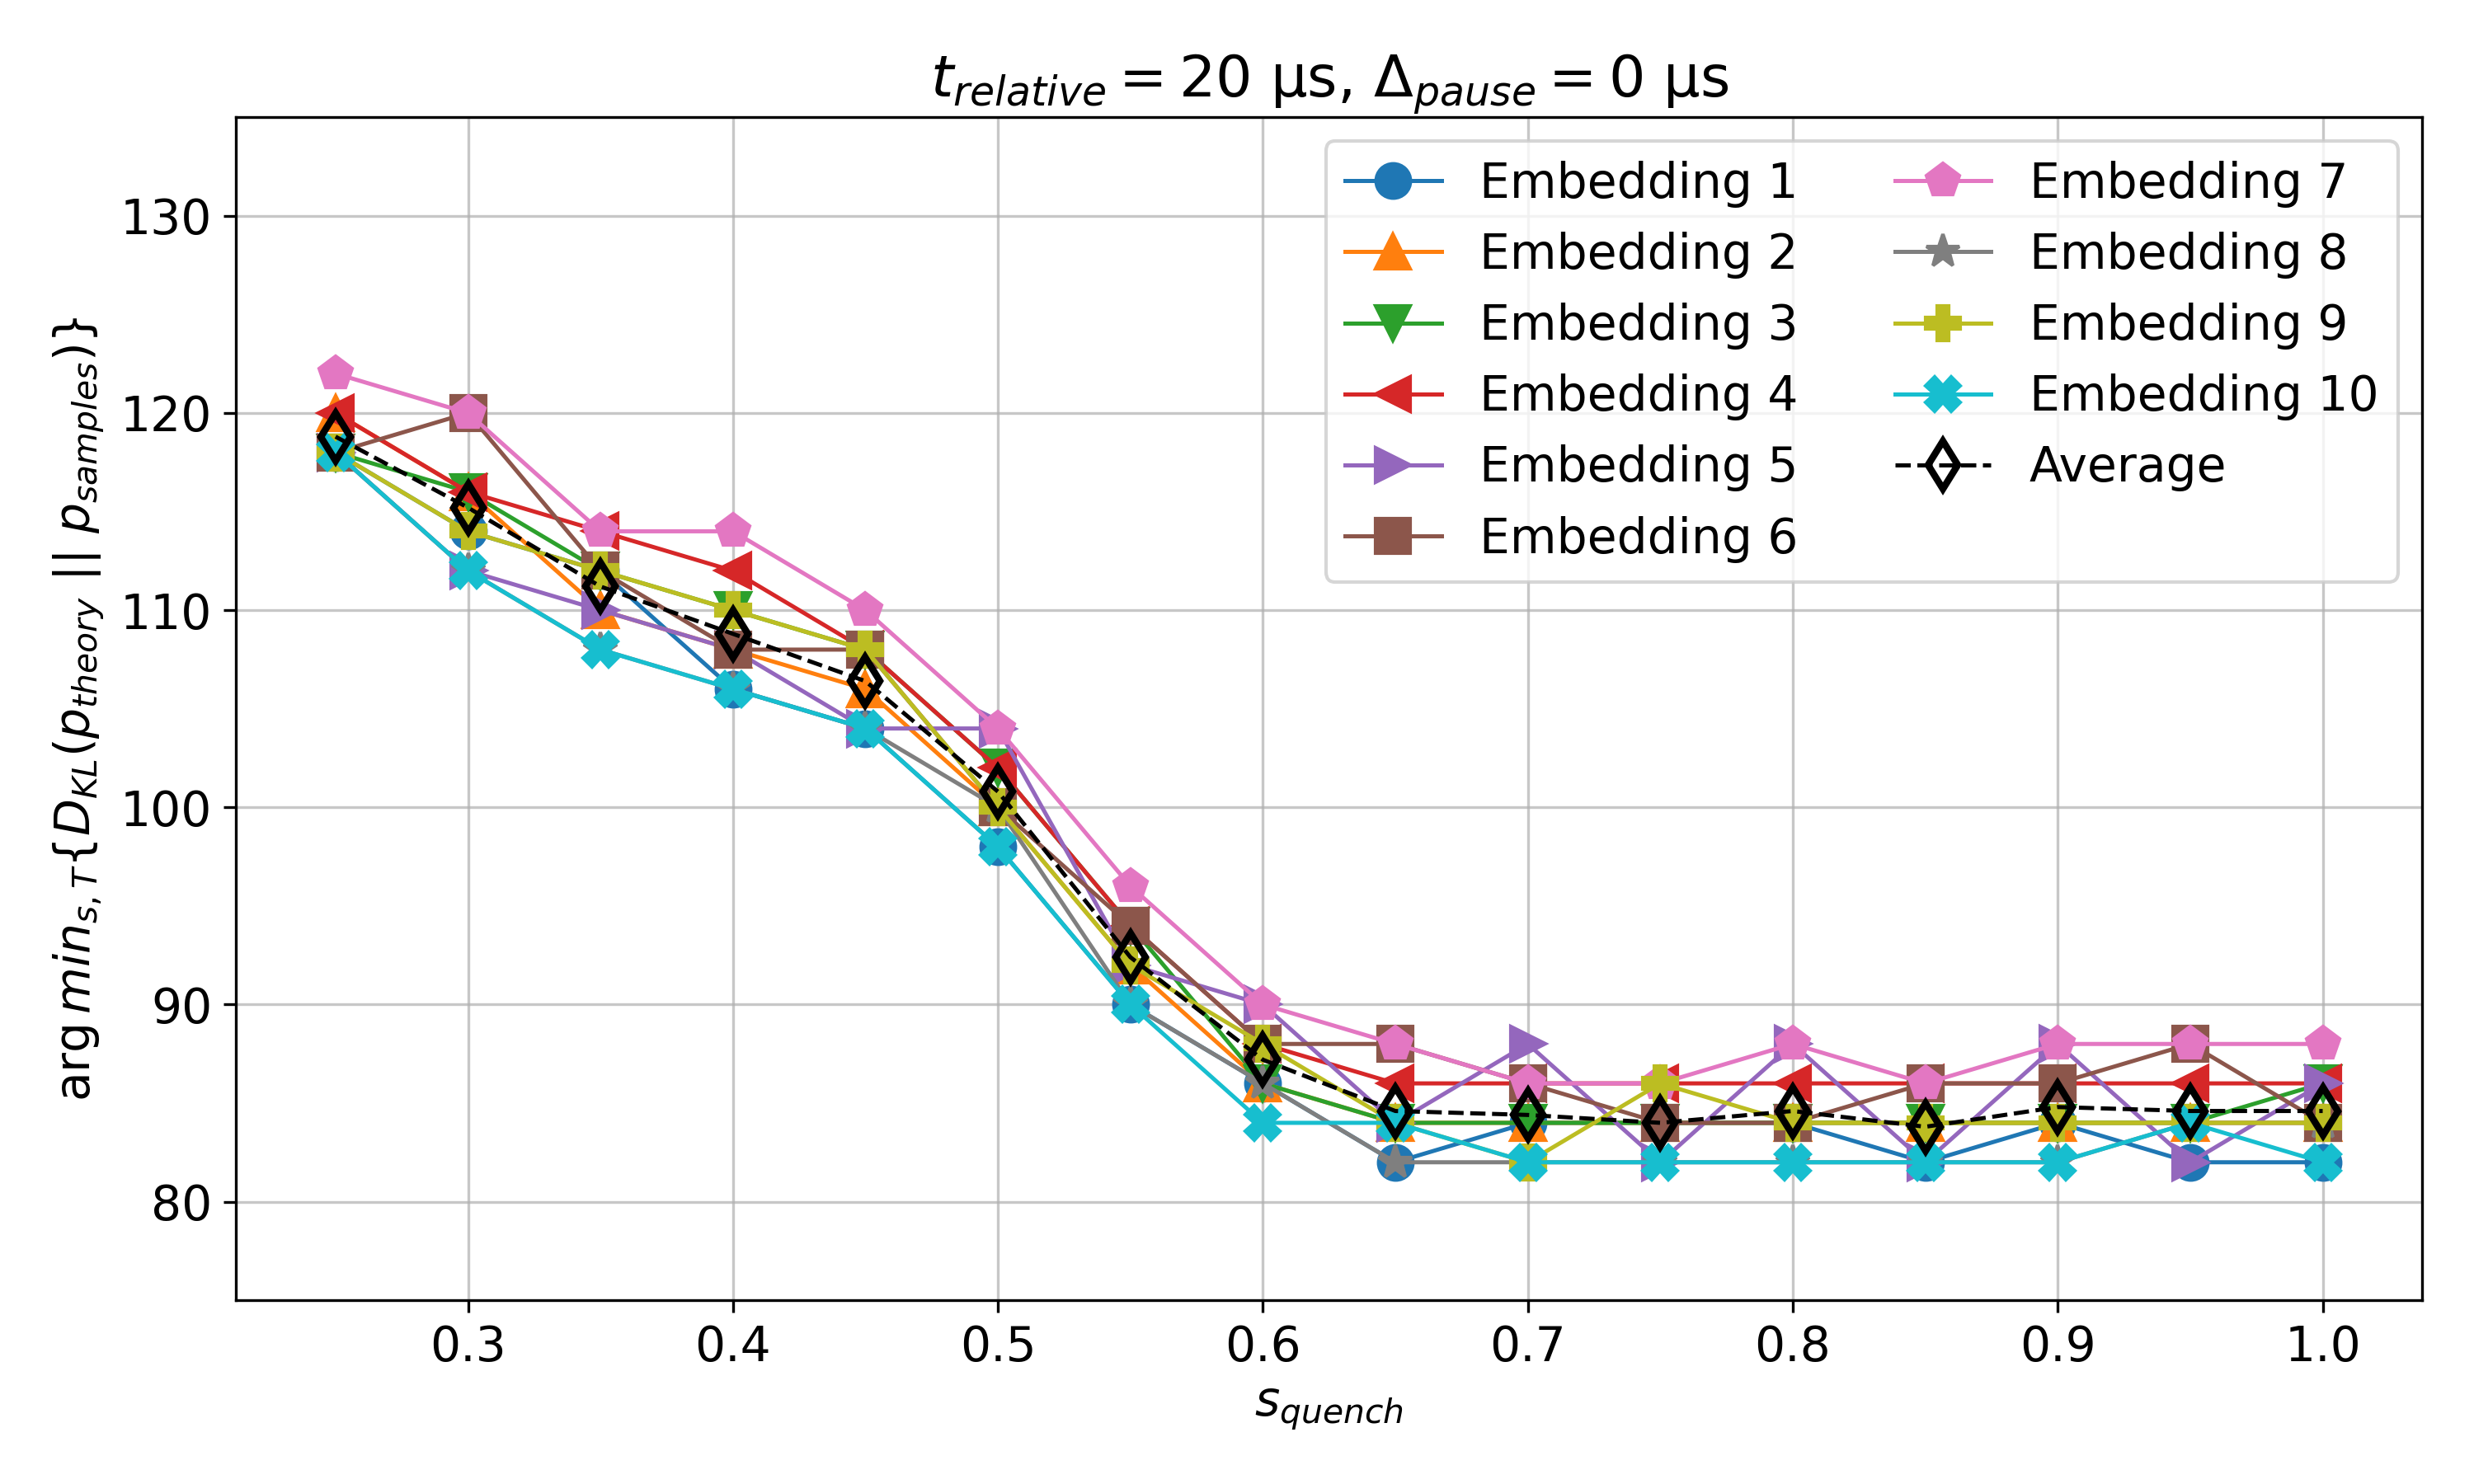 t_relative = 20 µs, Δ_pause = 0 µs
arg min_s, T{D_KL(p_theory || p_samples)}
130
120
110
100
90
80
Embedding 1
Embedding 2
Embedding 3
Embedding 4
Embedding 5
Embedding 6
Embedding 7
Embedding 8
Embedding 9
Embedding 10
Average
0.3 0.4 0.5 0.6 0.7 0.8 0.9 1.0
s_quench